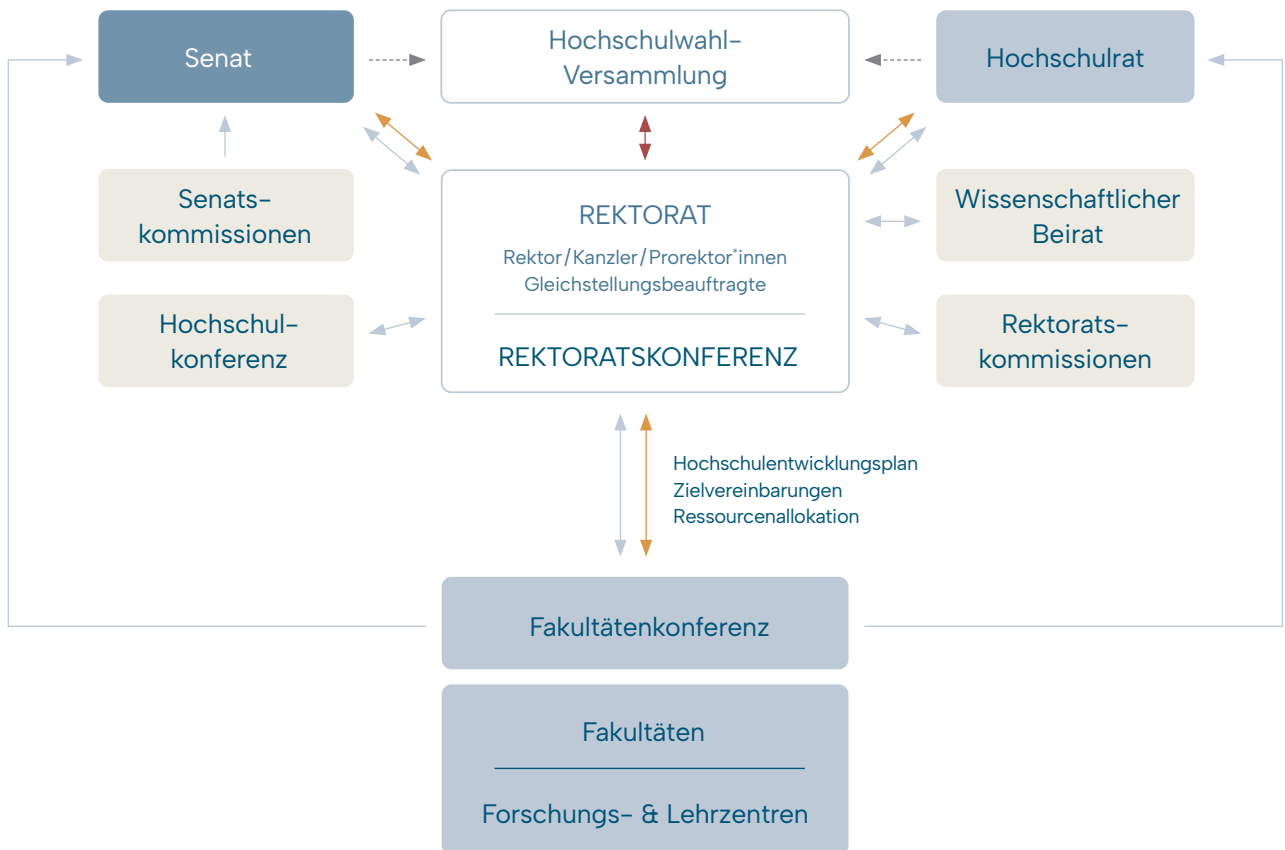 Senat
Hochschulwahl-
Versammlung
Hochschulrat
Senats-
kommissionen
REKTORAT
Rektor/Kanzler/Prorektor*innen
Gleichstellungsbeauftragte
REKTORATSKONFERENZ
Wissenschaftlicher
Beirat
Hochschul-
konferenz
Rektorats-
kommissionen
Hochschulentwicklungsplan
Zielvereinbarungen
Ressourcenallokation
Fakultätenkonferenz
Fakultäten
Forschungs- & Lehrzentren